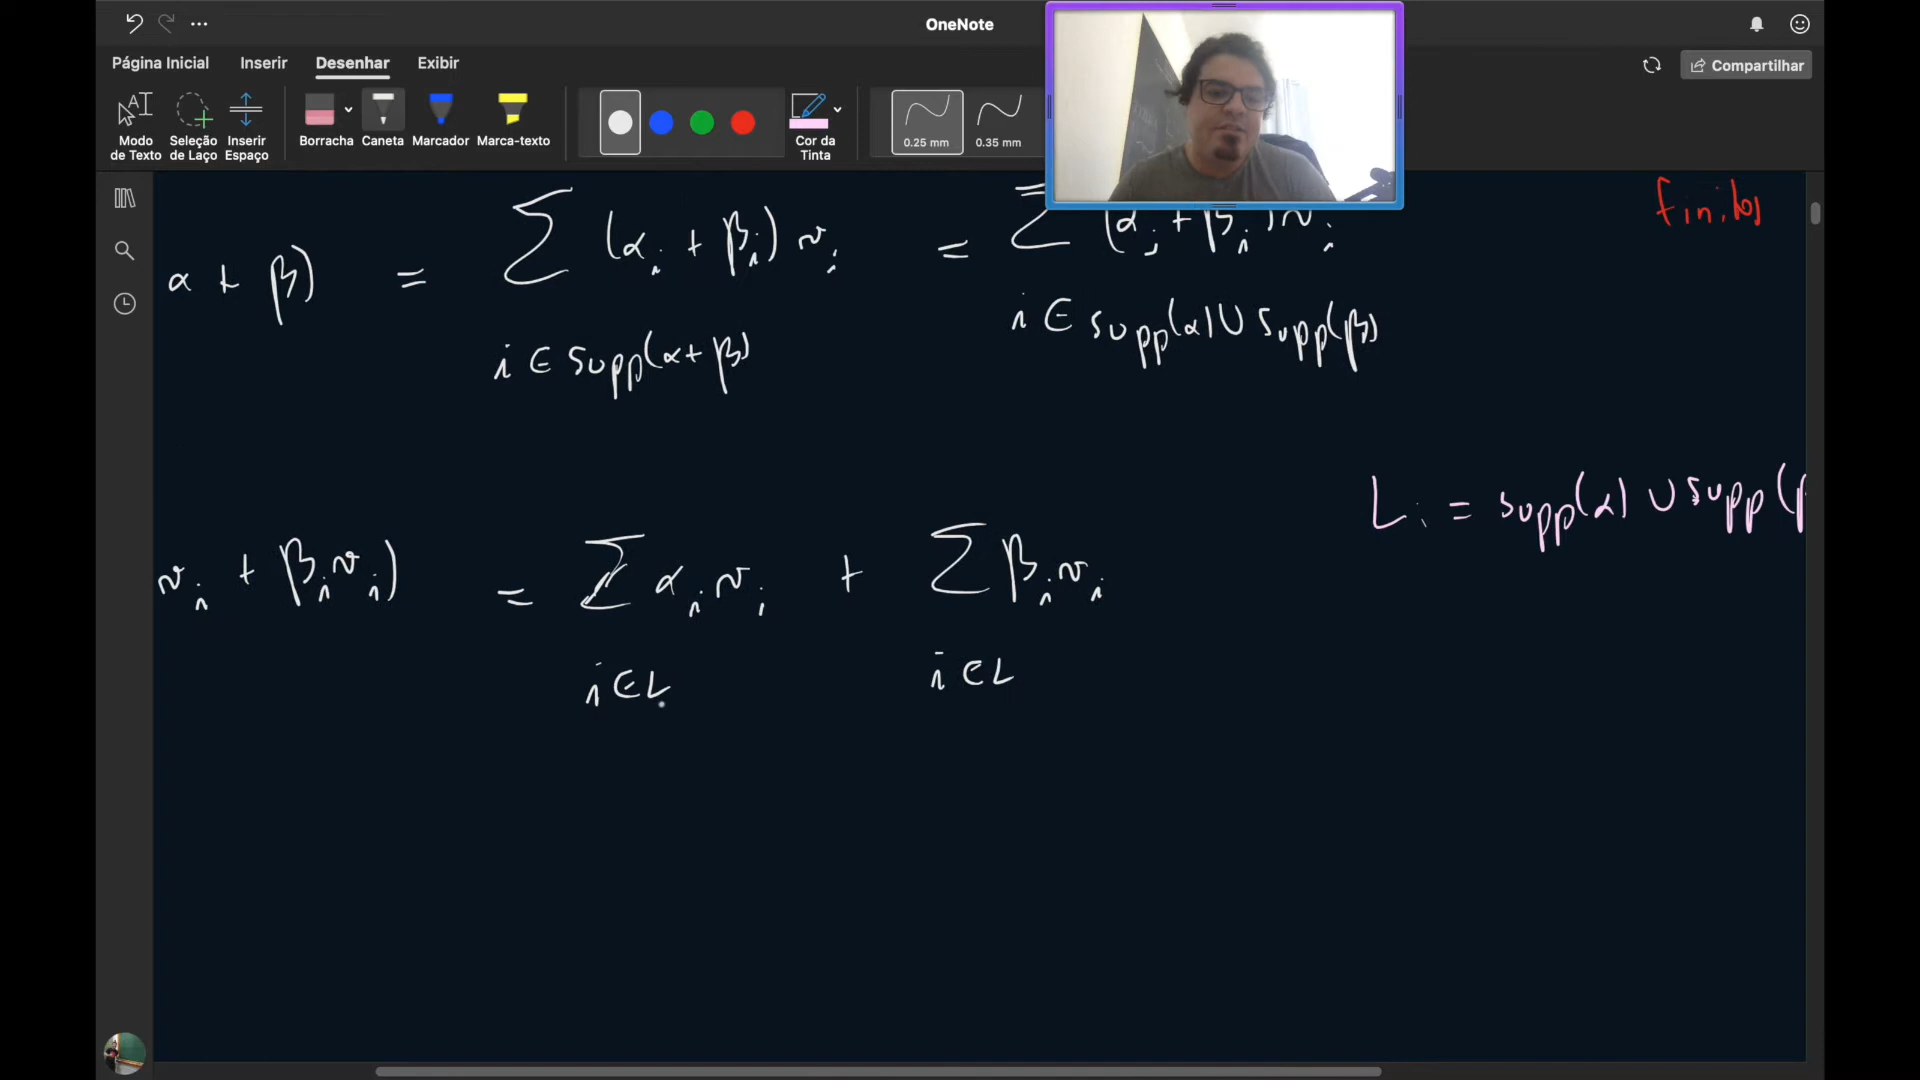 OneNote
Página Inicial Inserir Desenhar Exibir
Compartilhar
Modo de Texto
Seleção de Laço
Inserir Espaço
Borracha
Caneta
Marcador
Marca-texto
Cor da Tinta
0.25 mm
0.35 mm
finitos
α + β) = ∑ (αᵢ + βᵢ) vᵢ = ∑ (αᵢ + βᵢ) vᵢ
i ∈ supp(α + β) i ∈ supp(α) ∪ supp(β)
L := supp(α) ∪ supp(β
vᵢ + βᵢvᵢ) = ∑ αᵢvᵢ + ∑ βᵢvᵢ
i ∈ L i ∈ L